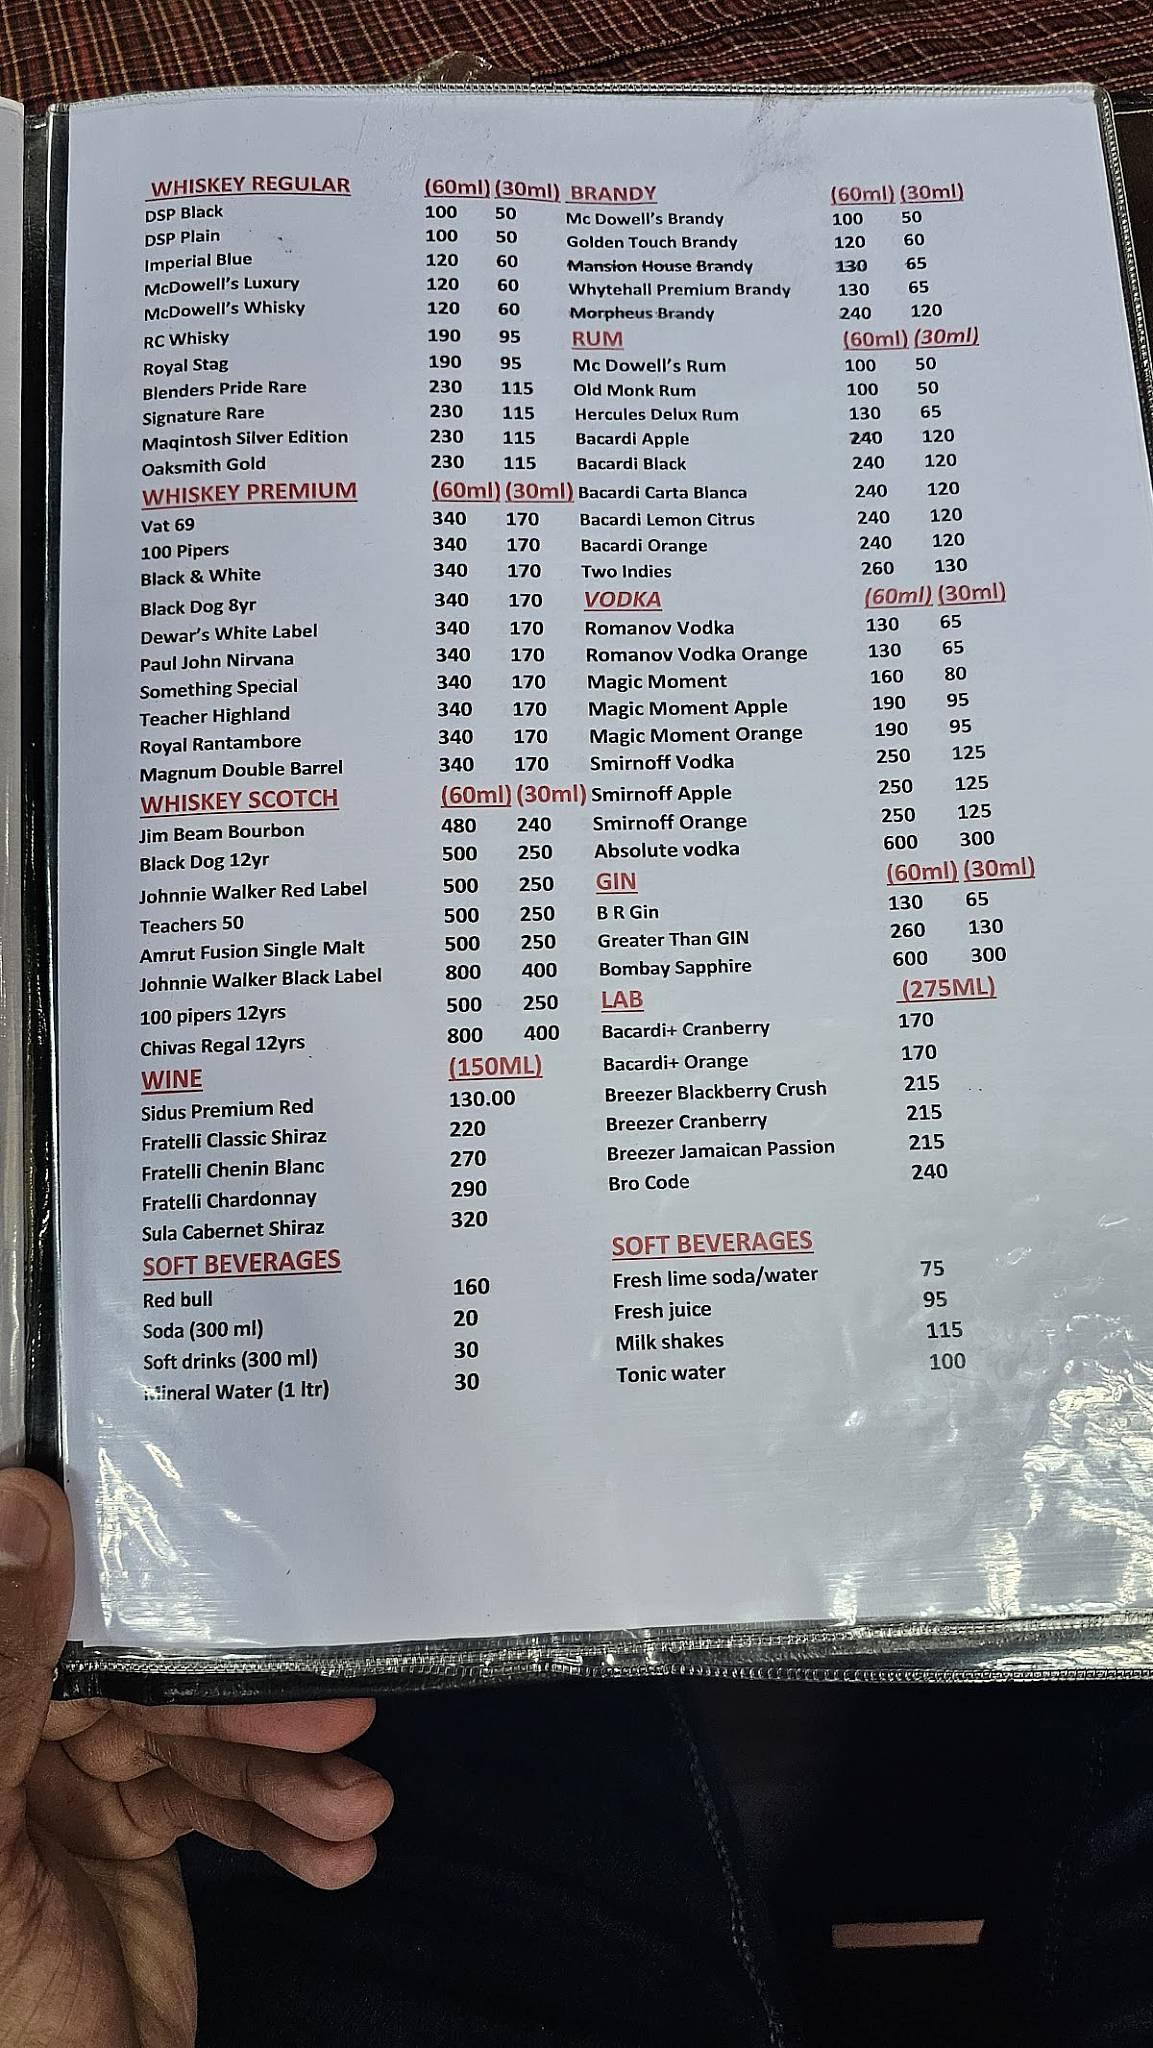 WHISKEY REGULAR (60ml) (30ml)
DSP Black 100 50
DSP Plain 100 50
Imperial Blue 120 60
McDowell's Luxury 120 60
McDowell's Whisky 120 60
RC Whisky 190 95
Royal Stag 190 95
Blenders Pride Rare 230 115
Signature Rare 230 115
Maqintosh Silver Edition 230 115
Oaksmith Gold 230 115
WHISKEY PREMIUM (60ml) (30ml)
Vat 69 340 170
100 Pipers 340 170
Black & White 340 170
Black Dog 8yr 340 170
Dewar's White Label 340 170
Paul John Nirvana 340 170
Something Special 340 170
Teacher Highland 340 170
Royal Rantambore 340 170
Magnum Double Barrel 340 170
WHISKEY SCOTCH (60ml) (30ml)
Jim Beam Bourbon 480 240
Black Dog 12yr 500 250
Johnnie Walker Red Label 500 250
Teachers 50 500 250
Amrut Fusion Single Malt 500 250
Johnnie Walker Black Label 800 400
100 pipers 12yrs 500 250
Chivas Regal 12yrs 800 400
WINE (150ML)
Sidus Premium Red 130.00
Fratelli Classic Shiraz 220
Fratelli Chenin Blanc 270
Fratelli Chardonnay 290
Sula Cabernet Shiraz 320
SOFT BEVERAGES
Red bull 160
Soda (300 ml) 20
Soft drinks (300 ml) 30
Mineral Water (1 ltr) 30
BRANDY (60ml) (30ml)
Mc Dowell's Brandy 100 50
Golden Touch Brandy 120 60
Mansion House Brandy 130 65
Whytehall Premium Brandy 130 65
Morpheus Brandy 240 120
RUM (60ml) (30ml)
Mc Dowell's Rum 100 50
Old Monk Rum 100 50
Hercules Delux Rum 130 65
Bacardi Apple 240 120
Bacardi Black 240 120
Bacardi Carta Blanca 240 120
Bacardi Lemon Citrus 240 120
Bacardi Orange 240 120
Two Indies 260 130
VODKA (60ml) (30ml)
Romanov Vodka 130 65
Romanov Vodka Orange 130 65
Magic Moment 160 80
Magic Moment Apple 190 95
Magic Moment Orange 190 95
Smirnoff Vodka 250 125
Smirnoff Apple 250 125
Smirnoff Orange 250 125
Absolute vodka 600 300
GIN (60ml) (30ml)
B R Gin 130 65
Greater Than GIN 260 130
Bombay Sapphire 600 300
LAB (275ML)
Bacardi+ Cranberry 170
Bacardi+ Orange 170
Breezer Blackberry Crush 215
Breezer Cranberry 215
Breezer Jamaican Passion 215
Bro Code 240
SOFT BEVERAGES
Fresh lime soda/water 75
Fresh juice 95
Milk shakes 115
Tonic water 100